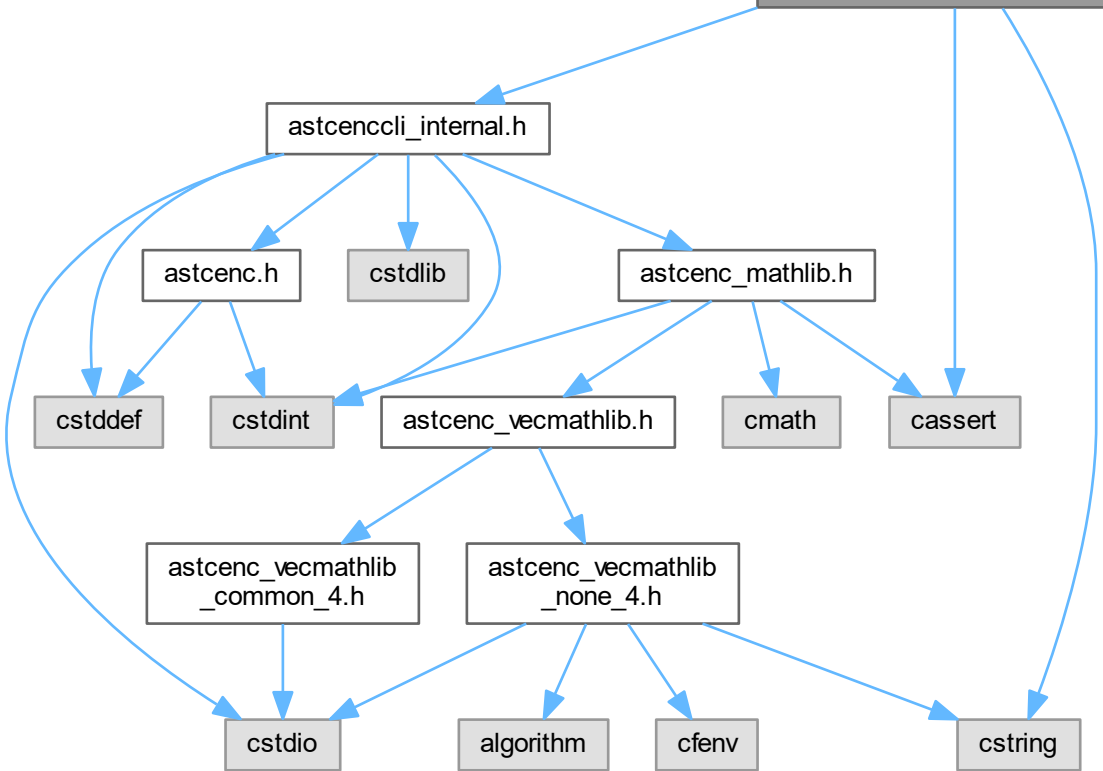 astcenccli_internal.h
astcenc.h
cstdlib
astcenc_mathlib.h
cstddef
cstdint
astcenc_vecmathlib.h
cmath
cassert
astcenc_vecmathlib
_common_4.h
astcenc_vecmathlib
_none_4.h
cstdio
algorithm
cfenv
cstring